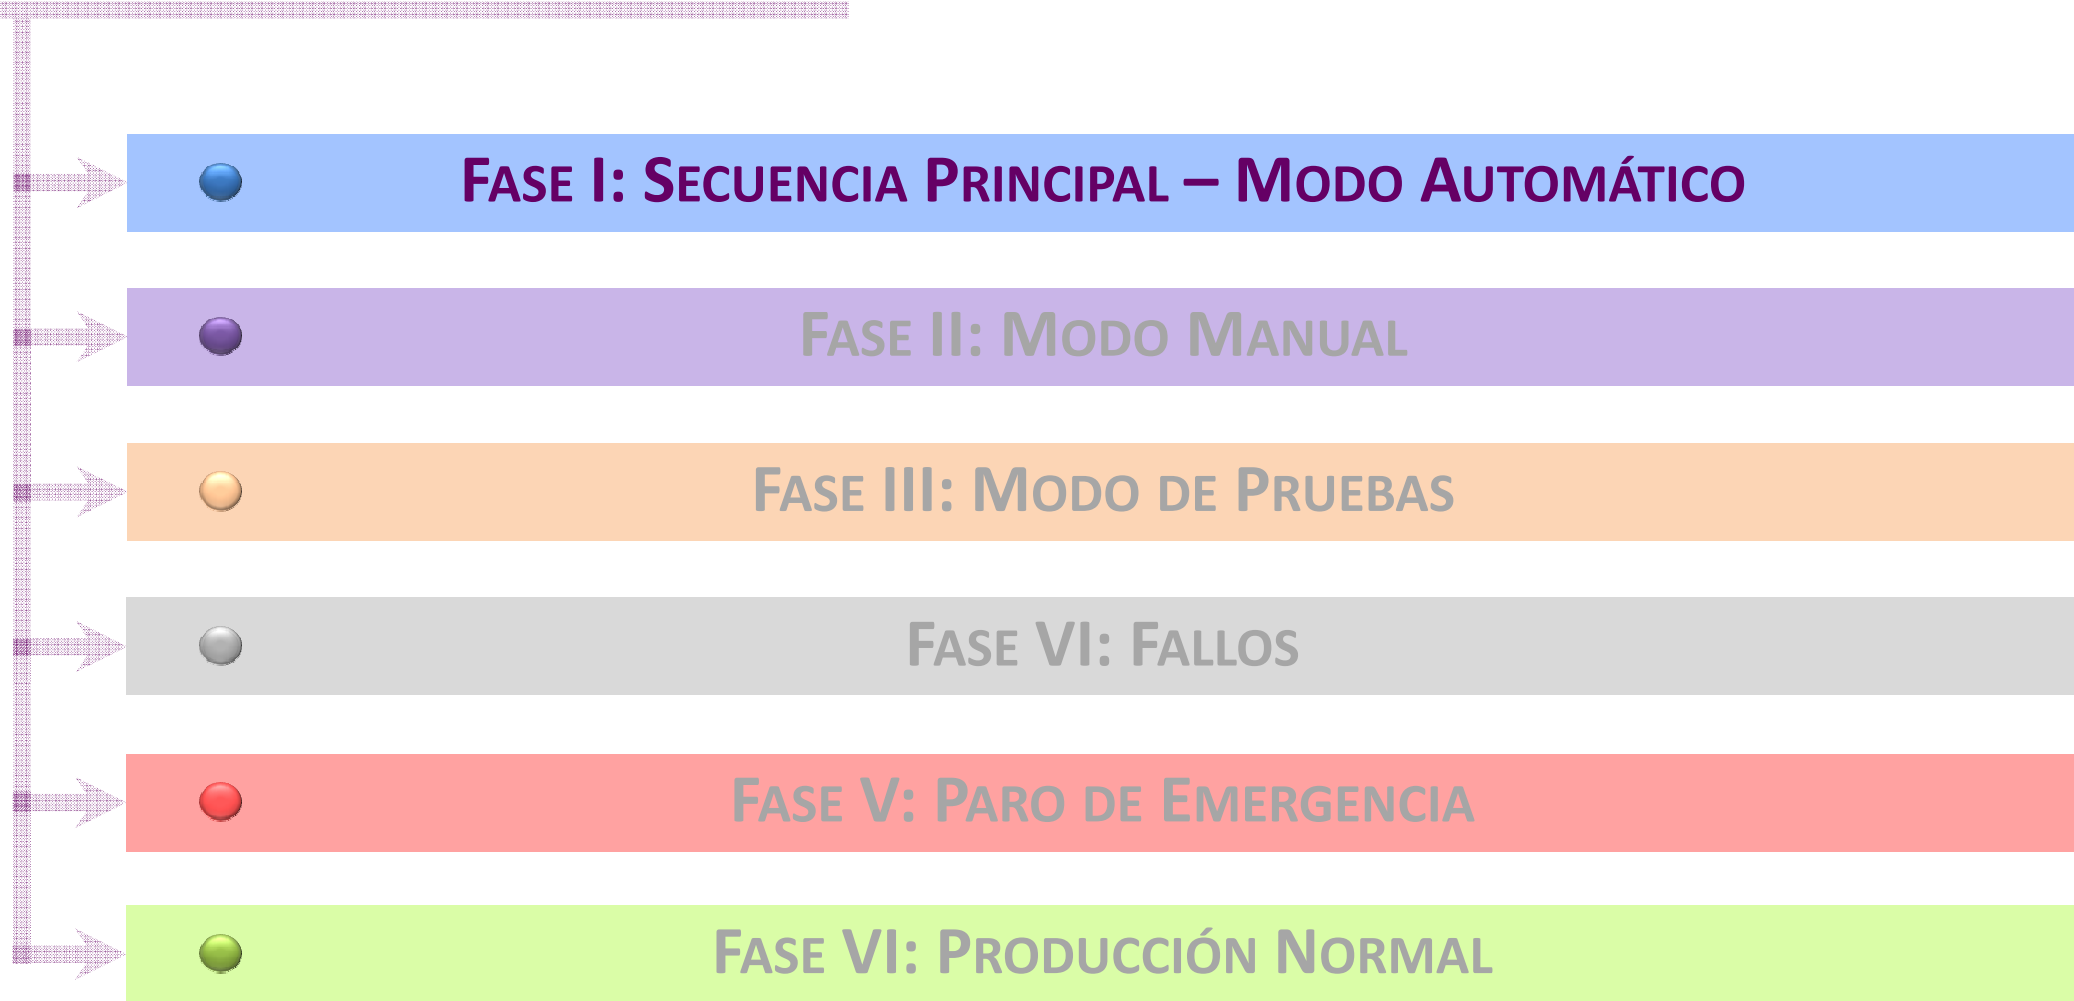 Fase I: Secuencia Principal – Modo Automático
Fase II: Modo Manual
Fase III: Modo de Pruebas
Fase VI: Fallos
Fase V: Paro de Emergencia
Fase VI: Producción Normal